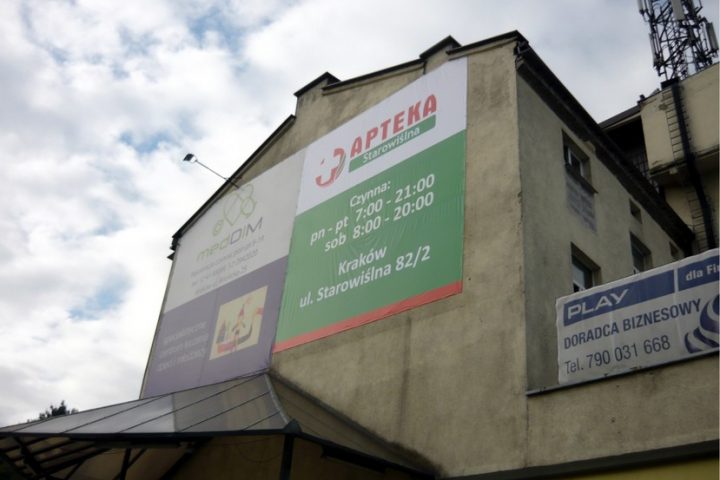 APTEKA
Starowiślna
Czynna:
pn - pt 7:00 - 21:00
sob 8:00 - 20:00
Kraków
ul. Starowiślna 82/2
medDIM
PLAY
dla Fi
DORADCA BIZNESOWY
Tel. 790 031 668